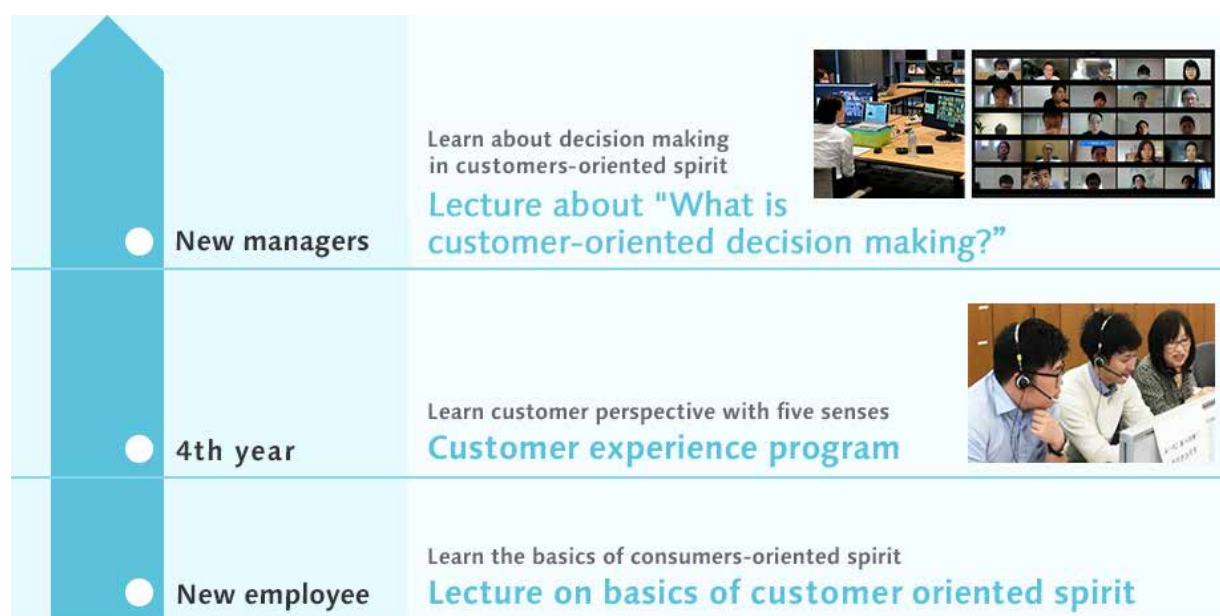 Learn about decision making
in customers-oriented spirit
Lecture about "What is
customer-oriented decision making?”
New managers
Learn customer perspective with five senses
Customer experience program
4th year
Learn the basics of consumers-oriented spirit
Lecture on basics of customer oriented spirit
New employee